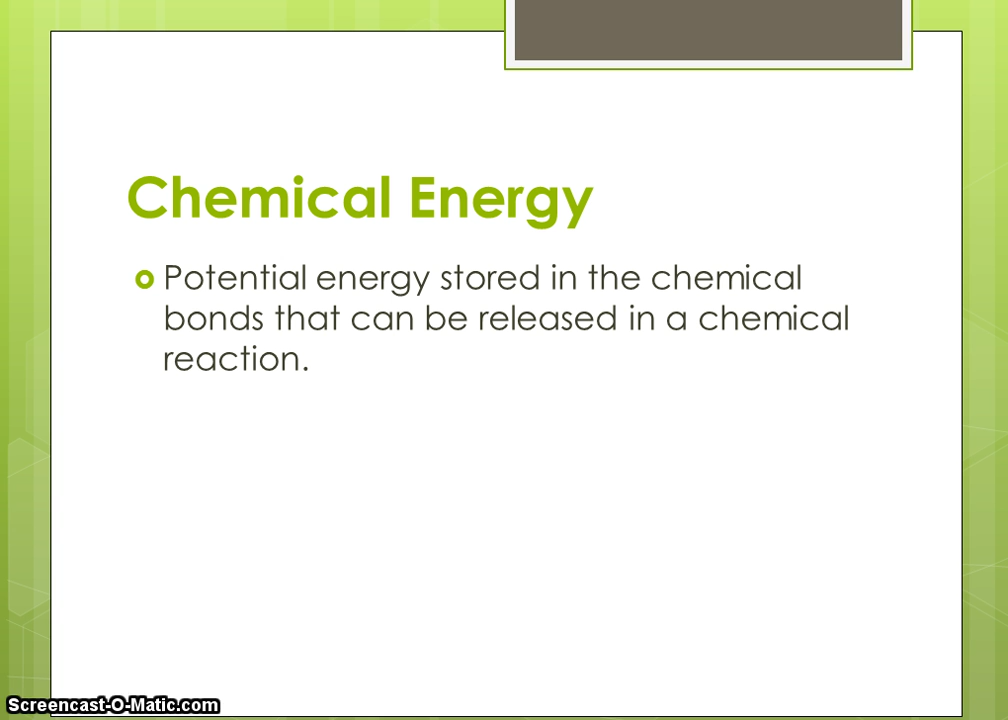 Chemical Energy
Potential energy stored in the chemical
bonds that can be released in a chemical
reaction.
Screencast-O-Matic.com